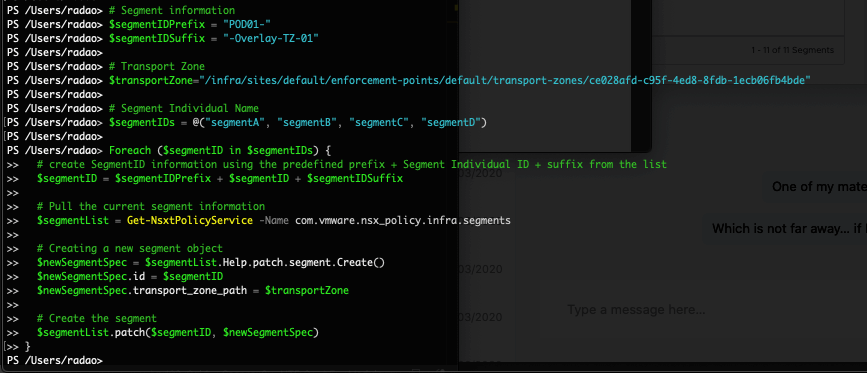 PS /Users/radao> # Segment information
PS /Users/radao> $segmentIDPrefix = "POD01-"
PS /Users/radao> $segmentIDSuffix = "-Overlay-TZ-01"
PS /Users/radao>
PS /Users/radao> # Transport Zone
PS /Users/radao> $transportZone="/infra/sites/default/enforcement-points/default/transport-zones/ce028afd-c95f-4ed8-8fdb-1ecb06fb4bde"
PS /Users/radao>
PS /Users/radao> # Segment Individual Name
[PS /Users/radao> $segmentIDs = @("segmentA", "segmentB", "segmentC", "segmentD")
[PS /Users/radao>
PS /Users/radao> Foreach ($segmentID in $segmentIDs) {
>> # create SegmentID information using the predefined prefix + Segment Individual ID + suffix from the list
>> $segmentID = $segmentIDPrefix + $segmentID + $segmentIDSuffix
>>
>> # Pull the current segment information
>> $segmentList = Get-NsxtPolicyService -Name com.vmware.nsx_policy.infra.segments
>>
>> # Creating a new segment object
>> $newSegmentSpec = $segmentList.Help.patch.segment.Create()
>> $newSegmentSpec.id = $segmentID
>> $newSegmentSpec.transport_zone_path = $transportZone
>>
>> # Create the segment
>> $segmentList.patch($segmentID, $newSegmentSpec)
[>> }
PS /Users/radao>
1 - 11 of 11 Segments
03/2020
One of my mate
Which is not far away... if
03/2020
Type a message here...
03/2020